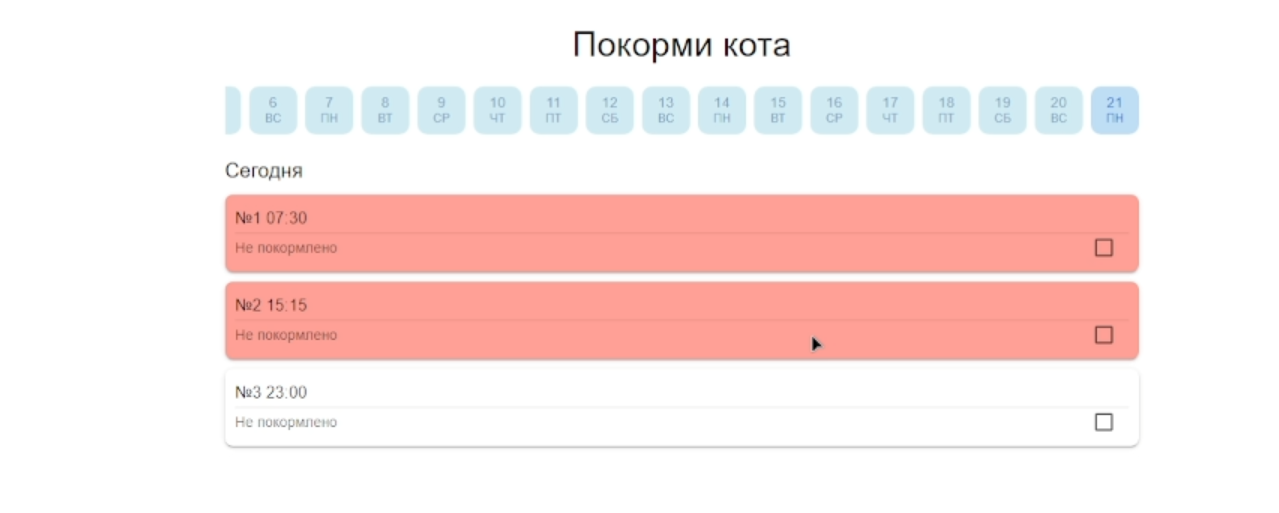 Покорми кота
6 7 8 9 10 11 12 13 14 15 16 17 18 19 20 21
ВС ПН ВТ СР ЧТ ПТ СБ ВС ПН ВТ СР ЧТ ПТ СБ ВС ПН
Сегодня
№1 07:30
Не покормлено
№2 15:15
Не покормлено
№3 23:00
Не покормлено